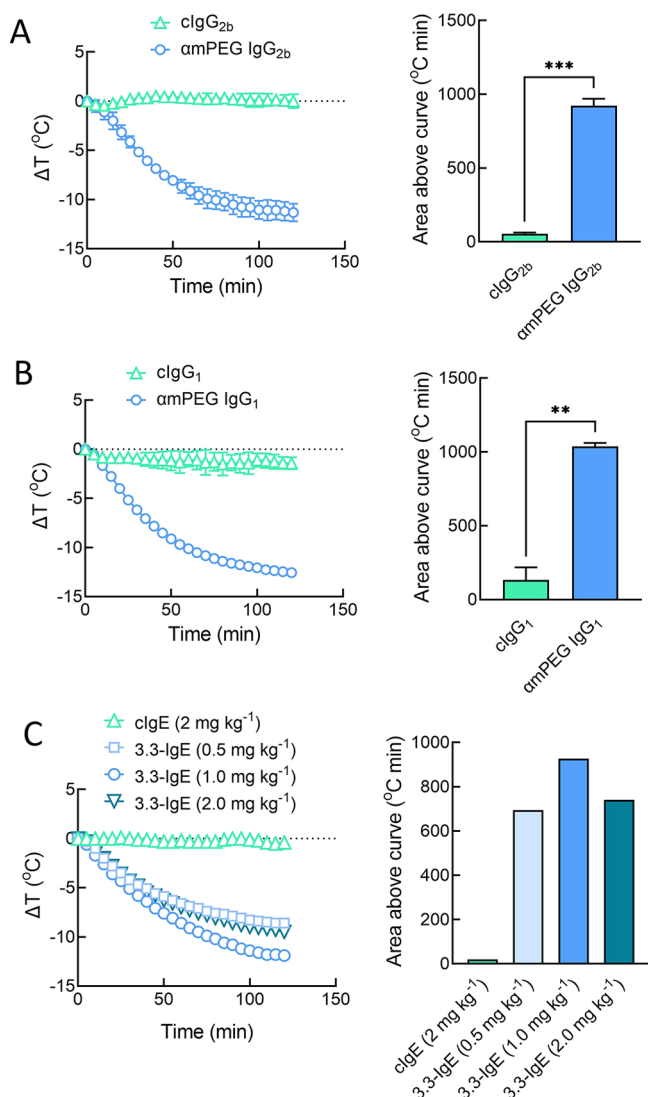 A
cIgG2b
αmPEG IgG2b
5
0
-5
-10
-15
ΔT (°C)
0
50
100
150
Time (min)
1500
1000
500
0
Area above curve (°C min)
***
cIgG2b
αmPEG IgG2b
B
cIgG1
αmPEG IgG1
5
0
-5
-10
-15
ΔT (°C)
0
50
100
150
Time (min)
1500
1000
500
0
Area above curve (°C min)
**
cIgG1
αmPEG IgG1
C
cIgE (2 mg kg⁻¹)
3.3-IgE (0.5 mg kg⁻¹)
3.3-IgE (1.0 mg kg⁻¹)
3.3-IgE (2.0 mg kg⁻¹)
5
0
-5
-10
-15
ΔT (°C)
0
50
100
150
Time (min)
1000
800
600
400
200
0
Area above curve (°C min)
cIgE (2 mg kg⁻¹)
3.3-IgE (0.5 mg kg⁻¹)
3.3-IgE (1.0 mg kg⁻¹)
3.3-IgE (2.0 mg kg⁻¹)